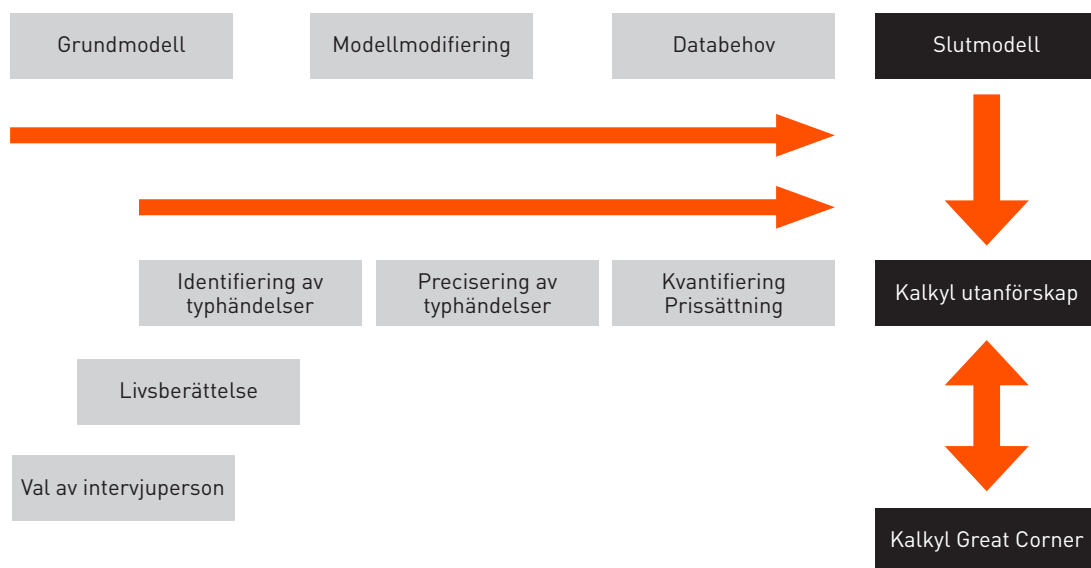 Grundmodell
Modellmodifiering
Databehov
Slutmodell
Identifiering av
typhändelser
Precisering av
typhändelser
Kvantifiering
Prissättning
Kalkyl utanförskap
Livsberättelse
Val av intervjuperson
Kalkyl Great Corner